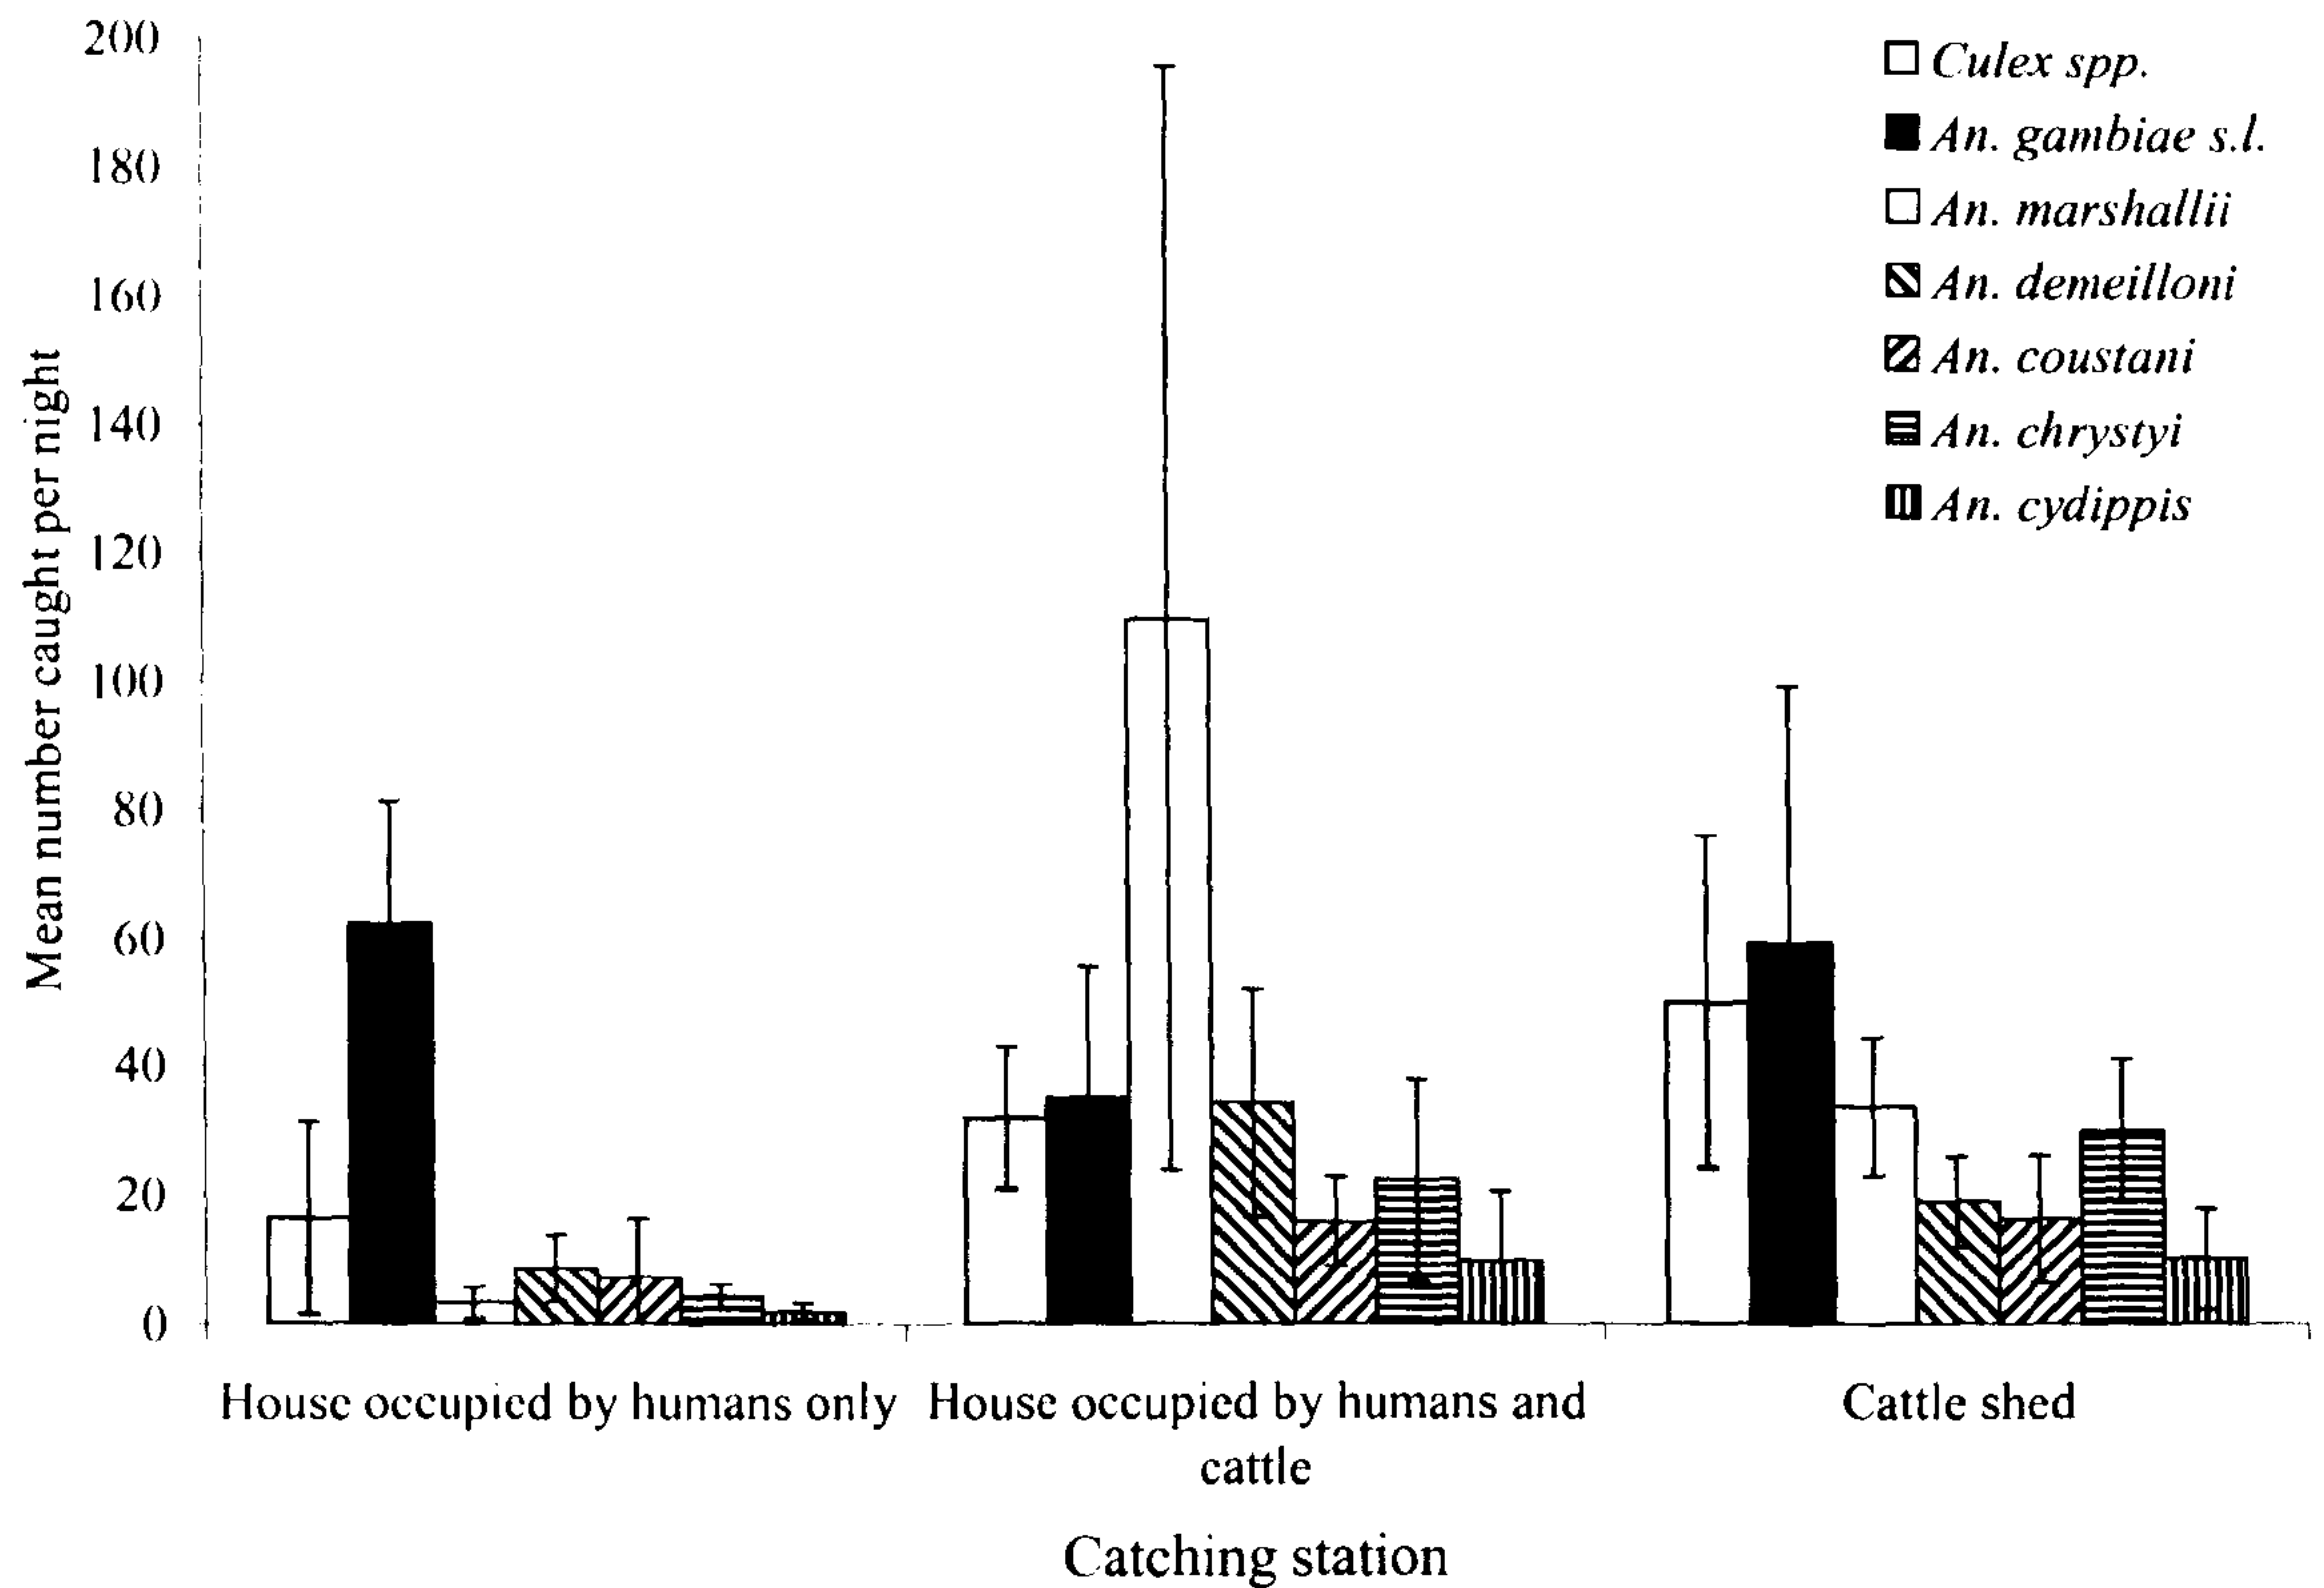 200
180
160
140
120
100
80
60
40
20
0
Mean number caught per night
Culex spp.
An. gambiae s.l.
An. marshallii
An. demeilloni
An. coustani
An. chrystyi
An. cydippis
House occupied by humans only
House occupied by humans and
cattle
Cattle shed
Catching station